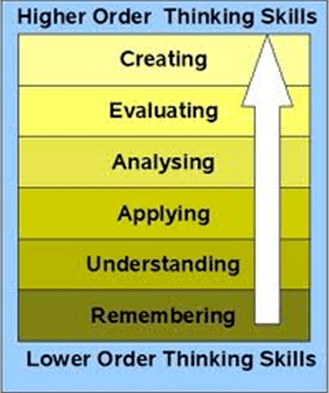 Higher Order Thinking Skills
Creating
Evaluating
Analysing
Applying
Understanding
Remembering
Lower Order Thinking Skills